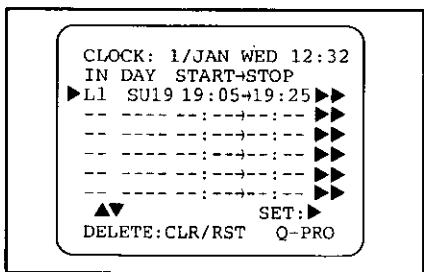 CLOCK: 1/JAN WED 12:32
IN DAY START→STOP
▶L1 SU19 19:05→19:25 ▶▶
-- ---- --:--→--:-- ▶▶
-- ---- --:--→--:-- ▶▶
-- ---- --:--→--:-- ▶▶
-- ---- --:--→--:-- ▶▶
-- ---- --:--→--:-- ▶▶
▲▼ SET:▶
DELETE:CLR/RST Q-PRO